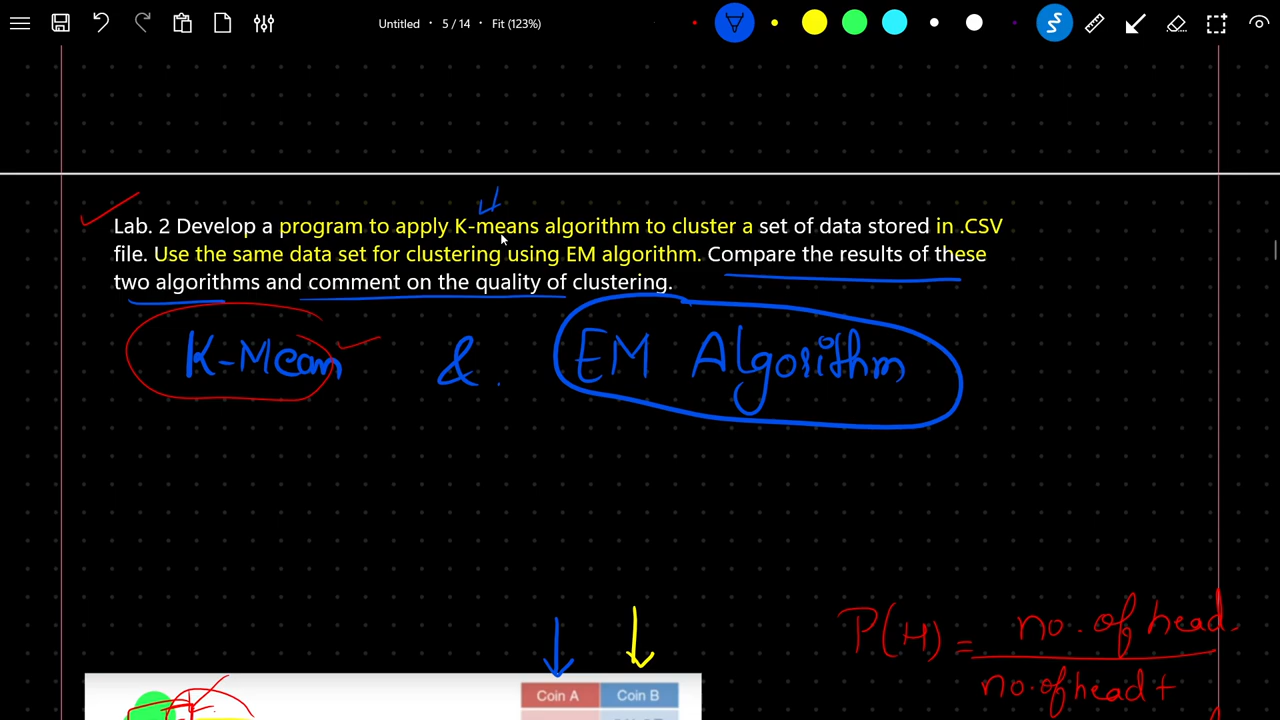 Untitled • 5 / 14 • Fit (123%)
Lab. 2 Develop a program to apply K-means algorithm to cluster a set of data stored in .CSV
file. Use the same data set for clustering using EM algorithm. Compare the results of these
two algorithms and comment on the quality of clustering.
K-Mean & EM Algorithm
P(H) = no. of head.
no. of head +
Coin A Coin B